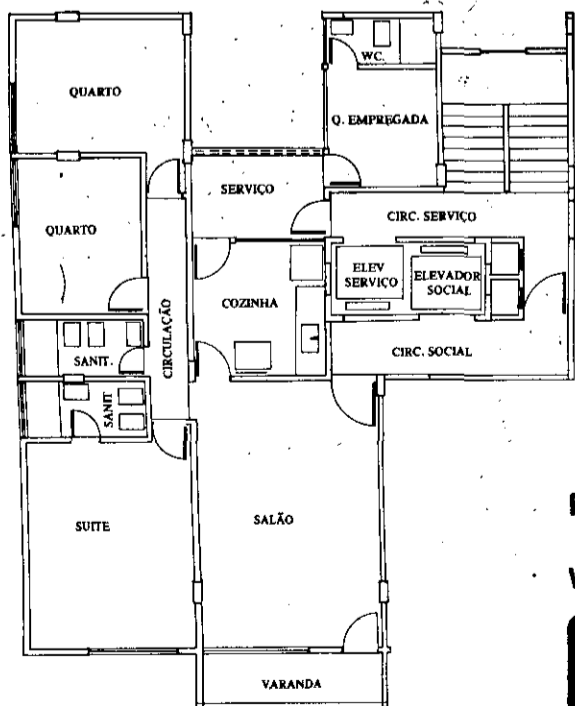 WC.
QUARTO
Q. EMPREGADA
SERVIÇO
CIRC. SERVIÇO
QUARTO
ELEV
SERVIÇO
ELEVADOR
SOCIAL
COZINHA
CIRCULAÇÃO
CIRC. SOCIAL
SANIT.
SANIT
SUITE
SALÃO
VARANDA